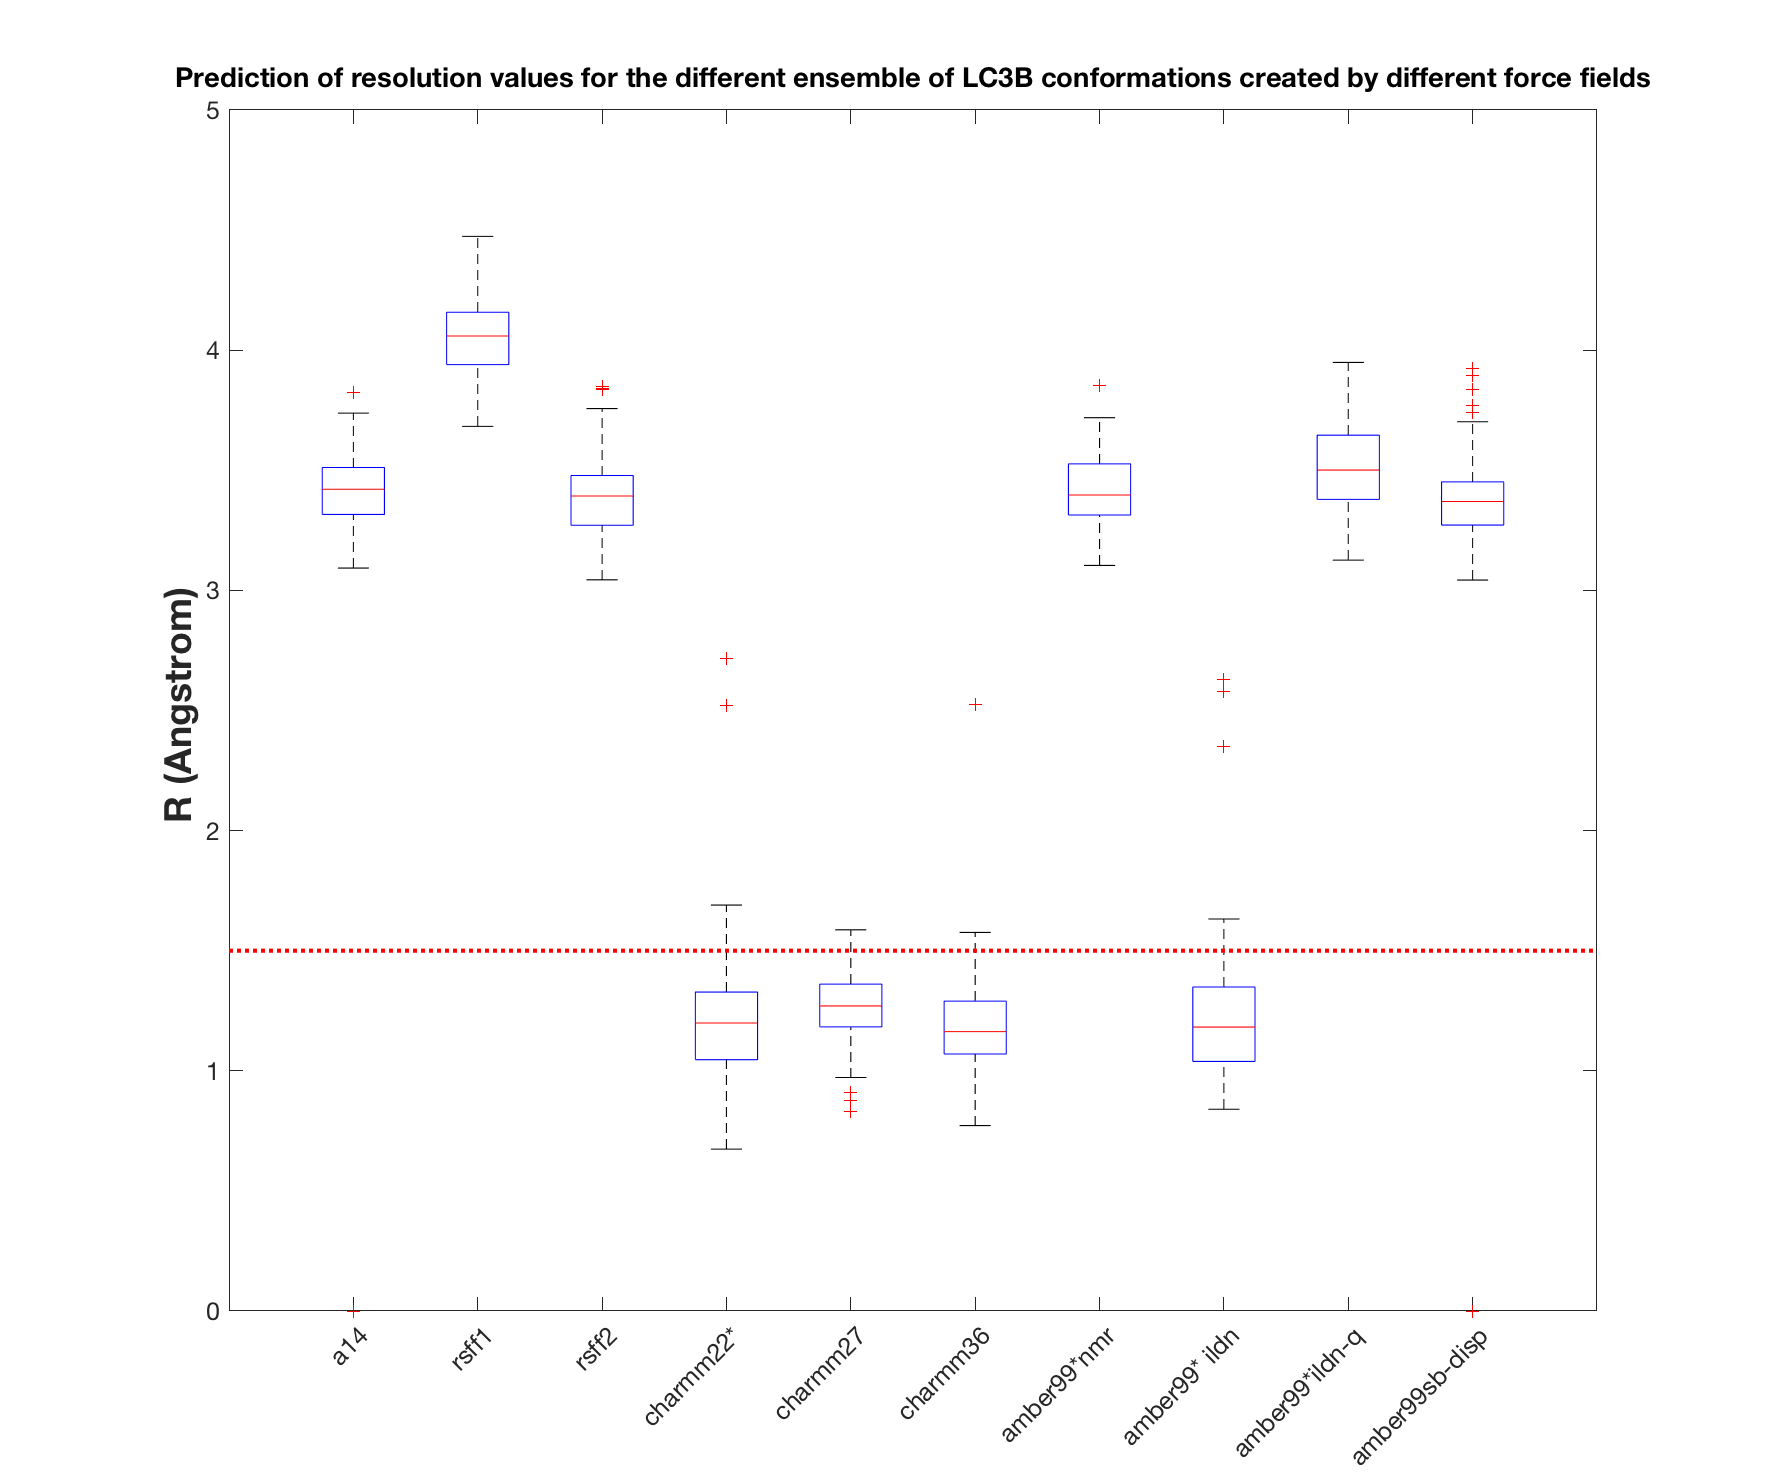 Prediction of resolution values for the different ensemble of LC3B conformations created by different force fields
R (Angstrom)
5
4
3
2
1
0
a14
rsff1
rsff2
charmm22*
charmm27
charmm36
amber99*nmr
amber99* ildn
amber99*ildn-q
amber99sb-disp